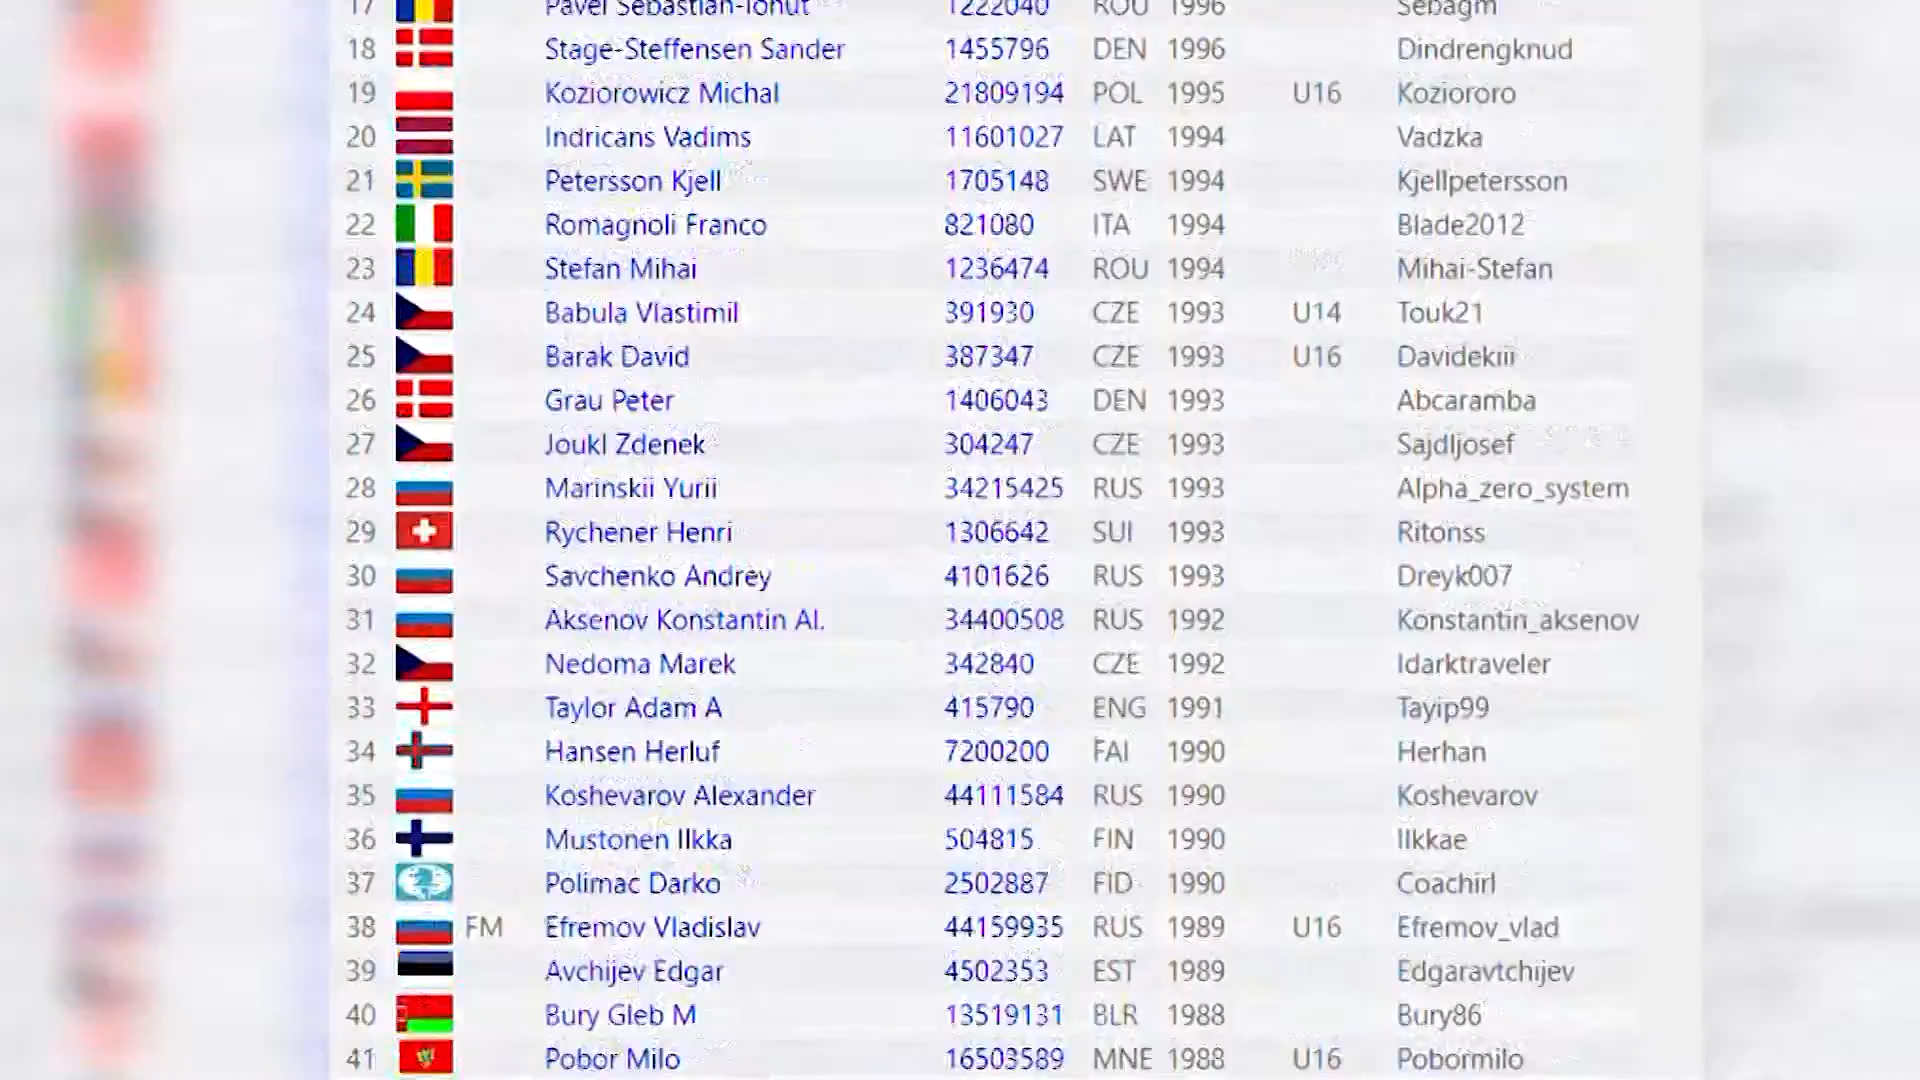 17 Pavel Sebastian-Ionut 1222040 ROU 1996 Sebagm
18 Stage-Steffensen Sander 1455796 DEN 1996 Dindrengknud
19 Koziorowicz Michal 21809194 POL 1995 U16 Koziororo
20 Indricans Vadims 11601027 LAT 1994 Vadzka
21 Petersson Kjell 1705148 SWE 1994 Kjellpetersson
22 Romagnoli Franco 821080 ITA 1994 Blade2012
23 Stefan Mihai 1236474 ROU 1994 Mihai-Stefan
24 Babula Vlastimil 391930 CZE 1993 U14 Touk21
25 Barak David 387347 CZE 1993 U16 Davidekiii
26 Grau Peter 1406043 DEN 1993 Abcaramba
27 Joukl Zdenek 304247 CZE 1993 Sajdljosef
28 Marinskii Yurii 34215425 RUS 1993 Alpha_zero_system
29 Rychener Henri 1306642 SUI 1993 Ritonss
30 Savchenko Andrey 4101626 RUS 1993 Dreyk007
31 Aksenov Konstantin Al. 34400508 RUS 1992 Konstantin_aksenov
32 Nedoma Marek 342840 CZE 1992 Idarktraveler
33 Taylor Adam A 415790 ENG 1991 Tayip99
34 Hansen Herluf 7200200 FAI 1990 Herhan
35 Koshevarov Alexander 44111584 RUS 1990 Koshevarov
36 Mustonen Ilkka 504815 FIN 1990 Ilkkae
37 Polimac Darko 2502887 FID 1990 Coachirl
38 FM Efremov Vladislav 44159935 RUS 1989 U16 Efremov_vlad
39 Avchijev Edgar 4502353 EST 1989 Edgaravtchijev
40 Bury Gleb M 13519131 BLR 1988 Bury86
41 Pobor Milo 16503589 MNE 1988 U16 Pobormilo